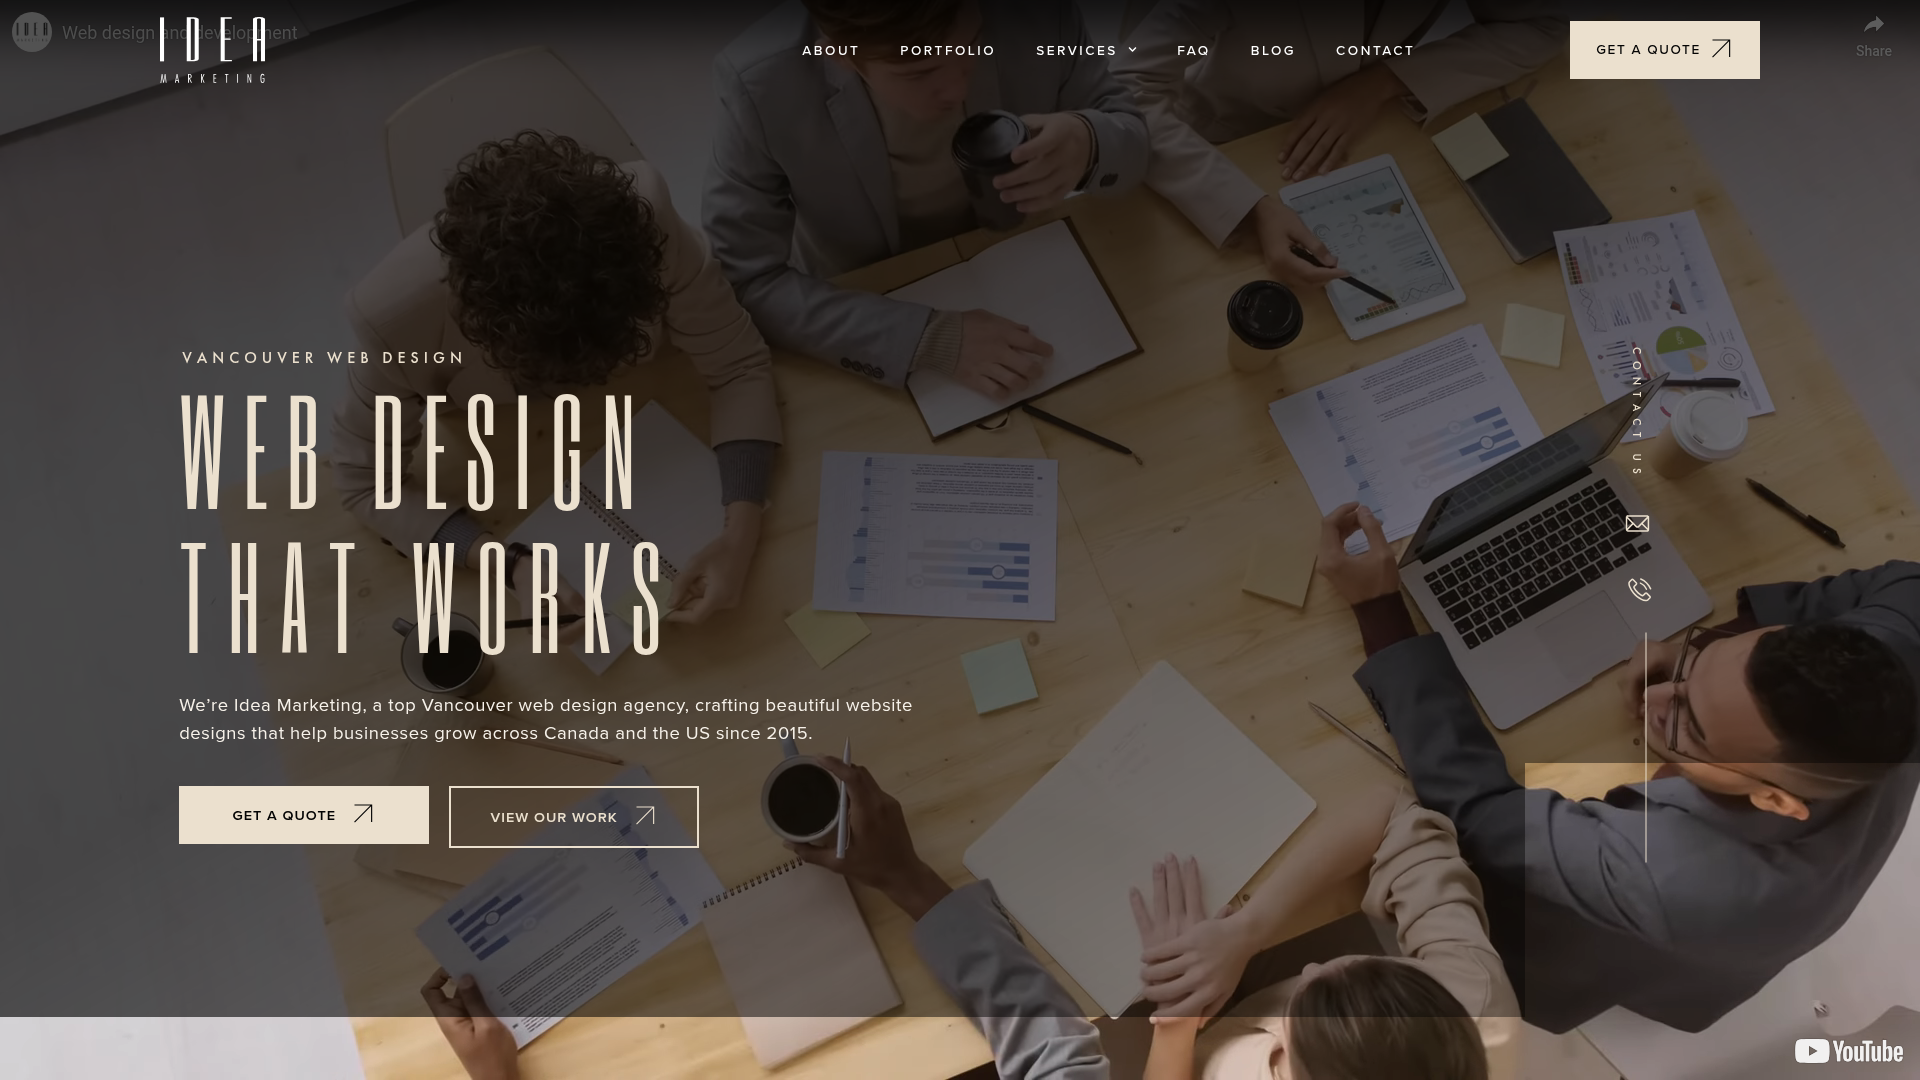 Web design and development
IDEA
MARKETING
ABOUT
PORTFOLIO
SERVICES
FAQ
BLOG
CONTACT
GET A QUOTE
Share
VANCOUVER WEB DESIGN
WEB DESIGN
THAT WORKS
We’re Idea Marketing, a top Vancouver web design agency, crafting beautiful website
designs that help businesses grow across Canada and the US since 2015.
GET A QUOTE
VIEW OUR WORK
CONTACT US
YouTube